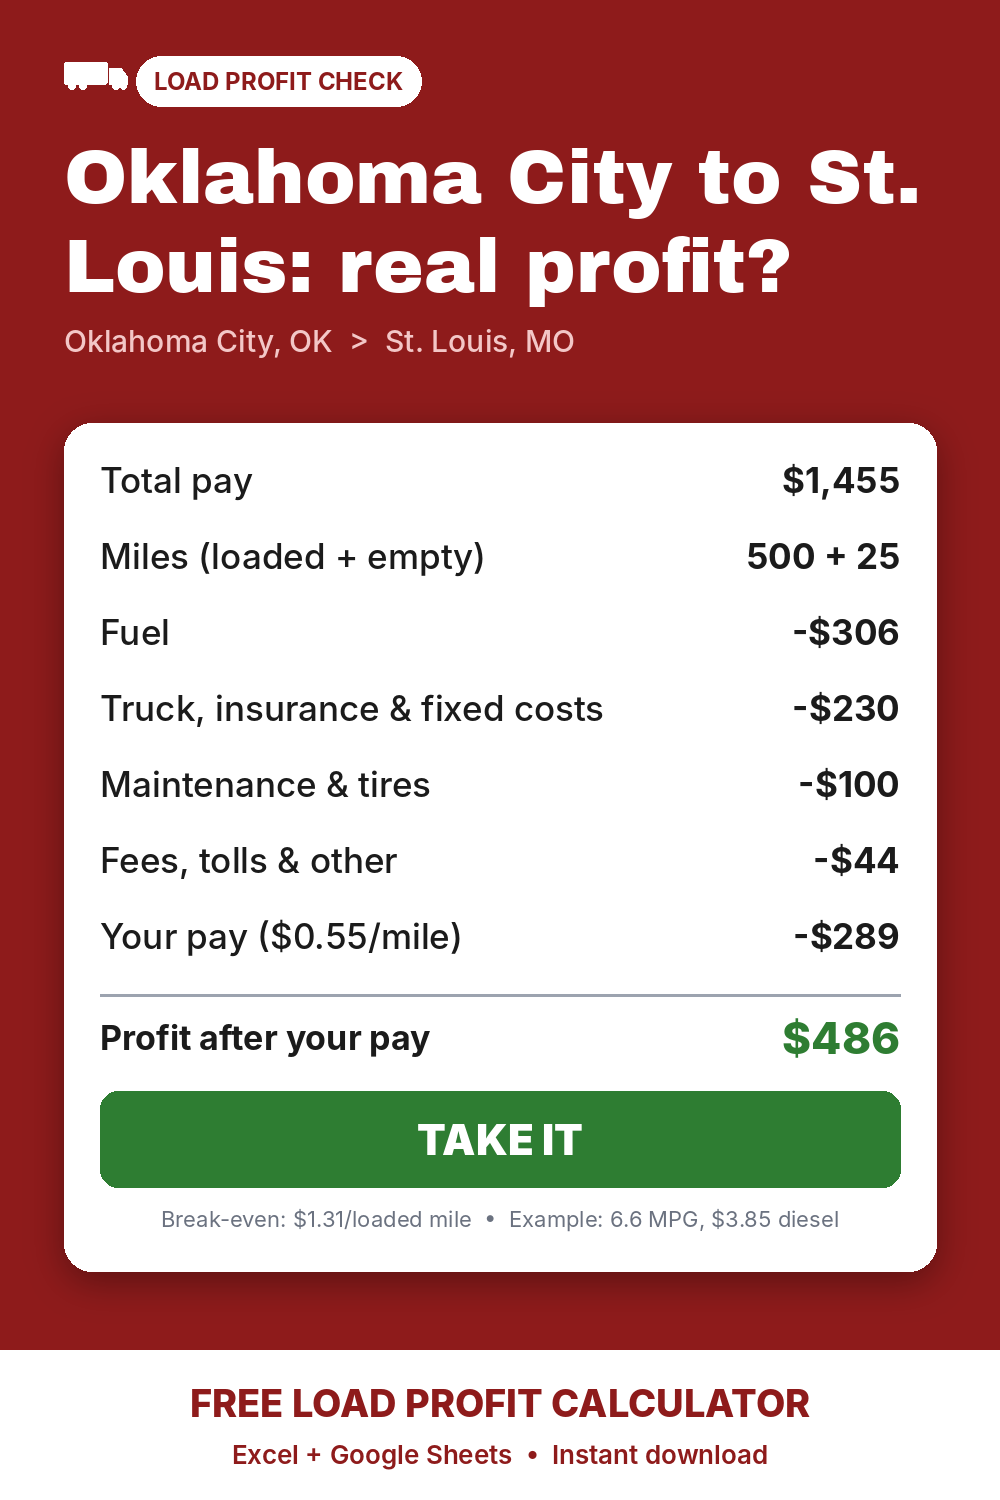 LOAD PROFIT CHECK
Oklahoma City to St.
Louis: real profit?
Oklahoma City, OK > St. Louis, MO
Total pay $1,455
Miles (loaded + empty) 500 + 25
Fuel -$306
Truck, insurance & fixed costs -$230
Maintenance & tires -$100
Fees, tolls & other -$44
Your pay ($0.55/mile) -$289
Profit after your pay $486
TAKE IT
Break-even: $1.31/loaded mile • Example: 6.6 MPG, $3.85 diesel
FREE LOAD PROFIT CALCULATOR
Excel + Google Sheets • Instant download